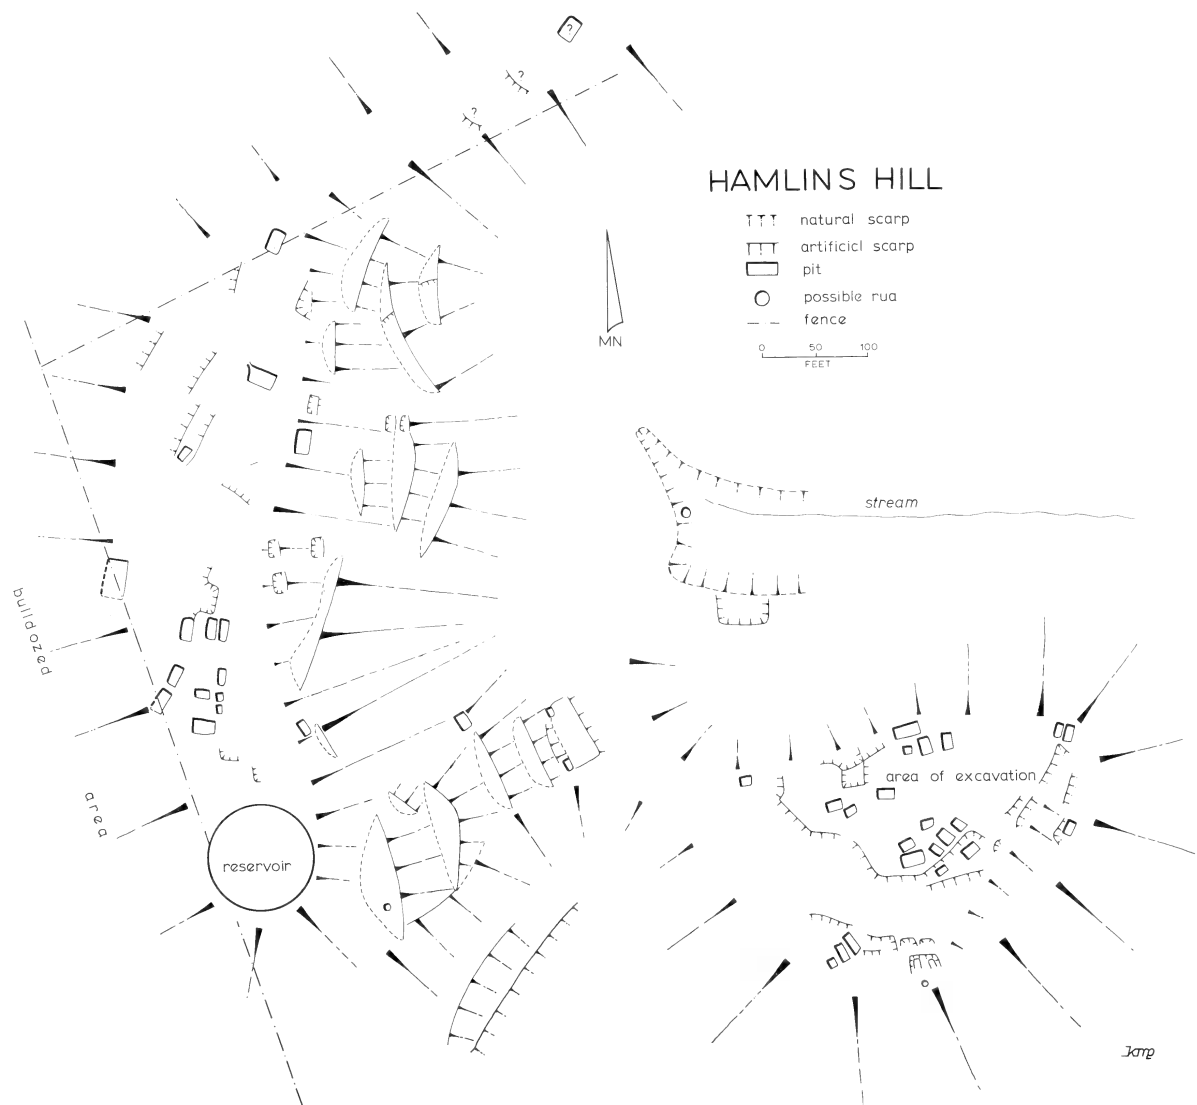 ?
?
?
HAMLINS HILL
natural scarp
artificicl scarp
pit
possible rua
fence
0 50 100
FEET
MN
stream
bulldozed
area
area of excavation
reservoir